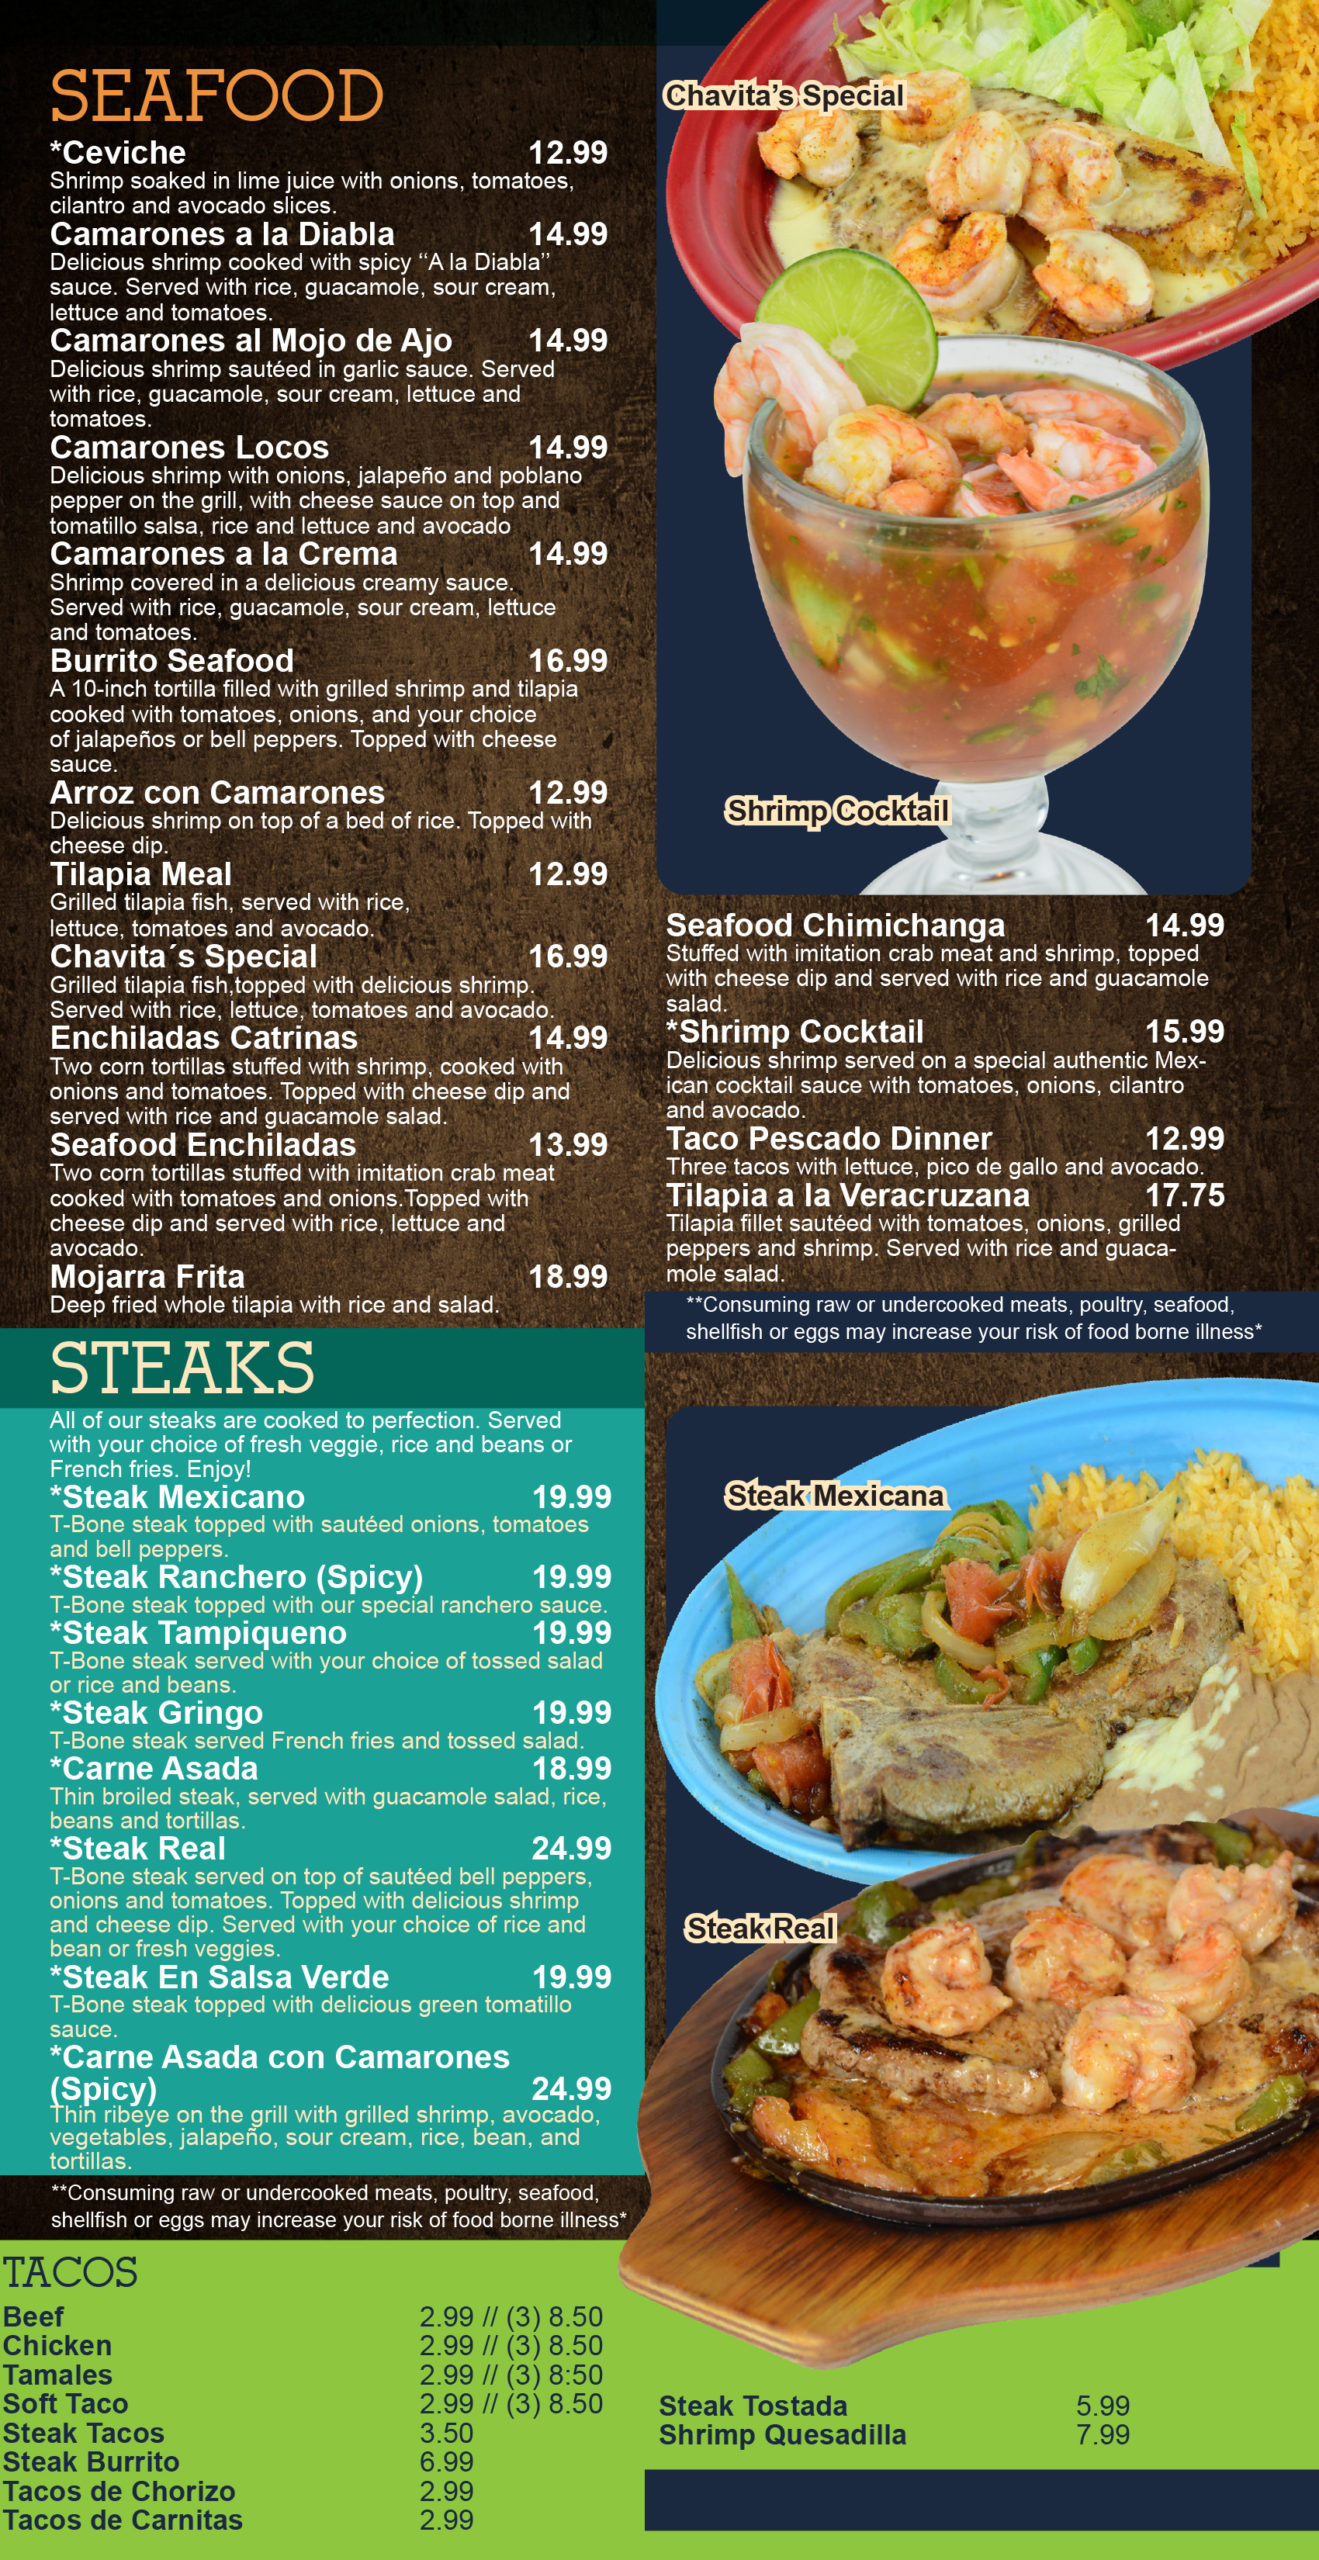 SEAFOOD
*Ceviche 12.99
Shrimp soaked in lime juice with onions, tomatoes,
cilantro and avocado slices.
Camarones a la Diabla 14.99
Delicious shrimp cooked with spicy “A la Diabla”
sauce. Served with rice, guacamole, sour cream,
lettuce and tomatoes.
Camarones al Mojo de Ajo 14.99
Delicious shrimp sautéed in garlic sauce. Served
with rice, guacamole, sour cream, lettuce and
tomatoes.
Camarones Locos 14.99
Delicious shrimp with onions, jalapeño and poblano
pepper on the grill, with cheese sauce on top and
tomatillo salsa, rice and lettuce and avocado
Camarones a la Crema 14.99
Shrimp covered in a delicious creamy sauce.
Served with rice, guacamole, sour cream, lettuce
and tomatoes.
Burrito Seafood 16.99
A 10-inch tortilla filled with grilled shrimp and tilapia
cooked with tomatoes, onions, and your choice
of jalapeños or bell peppers. Topped with cheese
sauce.
Arroz con Camarones 12.99
Delicious shrimp on top of a bed of rice. Topped with
cheese dip.
Tilapia Meal 12.99
Grilled tilapia fish, served with rice,
lettuce, tomatoes and avocado.
Chavita´s Special 16.99
Grilled tilapia fish,topped with delicious shrimp.
Served with rice, lettuce, tomatoes and avocado.
Enchiladas Catrinas 14.99
Two corn tortillas stuffed with shrimp, cooked with
onions and tomatoes. Topped with cheese dip and
served with rice and guacamole salad.
Seafood Enchiladas 13.99
Two corn tortillas stuffed with imitation crab meat
cooked with tomatoes and onions.Topped with
cheese dip and served with rice, lettuce and
avocado.
Mojarra Frita 18.99
Deep fried whole tilapia with rice and salad.
Chavita’s Special
Shrimp Cocktail
Seafood Chimichanga 14.99
Stuffed with imitation crab meat and shrimp, topped
with cheese dip and served with rice and guacamole
salad.
*Shrimp Cocktail 15.99
Delicious shrimp served on a special authentic Mex-
ican cocktail sauce with tomatoes, onions, cilantro
and avocado.
Taco Pescado Dinner 12.99
Three tacos with lettuce, pico de gallo and avocado.
Tilapia a la Veracruzana 17.75
Tilapia fillet sautéed with tomatoes, onions, grilled
peppers and shrimp. Served with rice and guaca-
mole salad.
**Consuming raw or undercooked meats, poultry, seafood,
shellfish or eggs may increase your risk of food borne illness*
STEAKS
All of our steaks are cooked to perfection. Served
with your choice of fresh veggie, rice and beans or
French fries. Enjoy!
*Steak Mexicano 19.99
T-Bone steak topped with sautéed onions, tomatoes
and bell peppers.
*Steak Ranchero (Spicy) 19.99
T-Bone steak topped with our special ranchero sauce.
*Steak Tampiqueno 19.99
T-Bone steak served with your choice of tossed salad
or rice and beans.
*Steak Gringo 19.99
T-Bone steak served French fries and tossed salad.
*Carne Asada 18.99
Thin broiled steak, served with guacamole salad, rice,
beans and tortillas.
*Steak Real 24.99
T-Bone steak served on top of sautéed bell peppers,
onions and tomatoes. Topped with delicious shrimp
and cheese dip. Served with your choice of rice and
bean or fresh veggies.
*Steak En Salsa Verde 19.99
T-Bone steak topped with delicious green tomatillo
sauce.
*Carne Asada con Camarones
(Spicy) 24.99
Thin ribeye on the grill with grilled shrimp, avocado,
vegetables, jalapeño, sour cream, rice, bean, and
tortillas.
**Consuming raw or undercooked meats, poultry, seafood,
shellfish or eggs may increase your risk of food borne illness*
Steak Mexicana
Steak Real
TACOS
Beef 2.99 // (3) 8.50
Chicken 2.99 // (3) 8.50
Tamales 2.99 // (3) 8:50
Soft Taco 2.99 // (3) 8.50
Steak Tacos 3.50
Steak Burrito 6.99
Tacos de Chorizo 2.99
Tacos de Carnitas 2.99
Steak Tostada 5.99
Shrimp Quesadilla 7.99